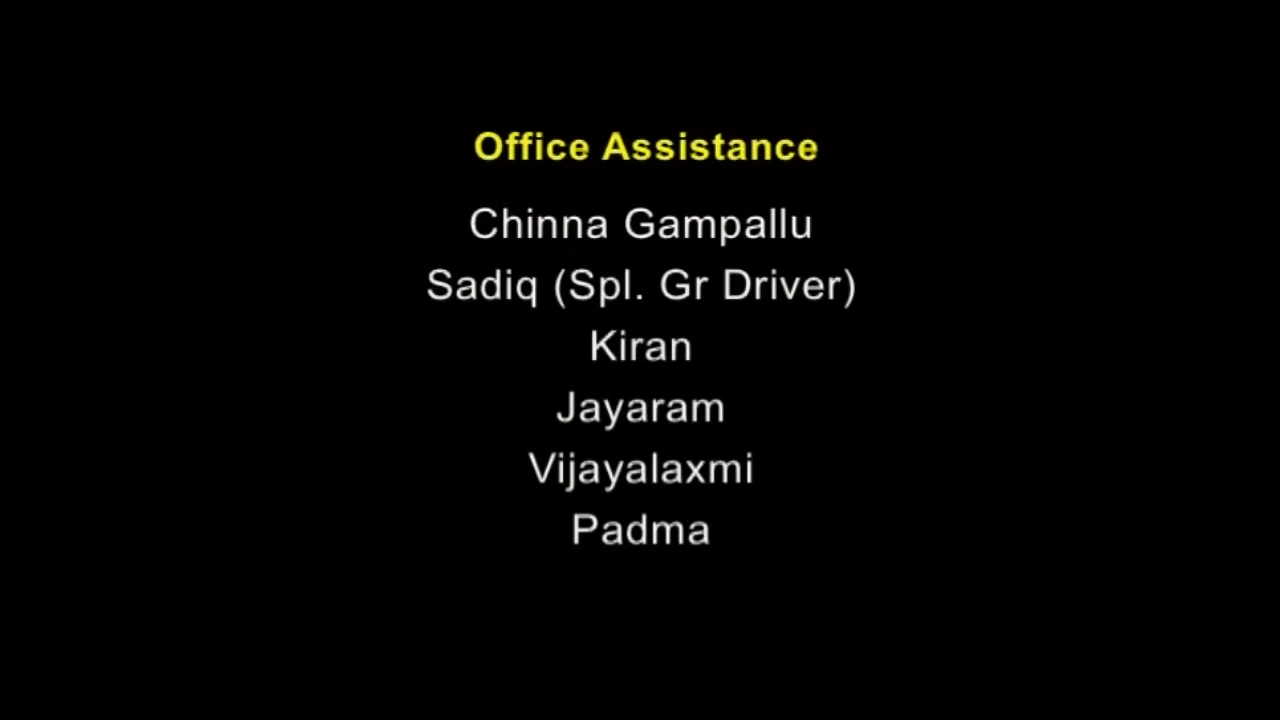 Office Assistance
Chinna Gampallu
Sadiq (Spl. Gr Driver)
Kiran
Jayaram
Vijayalaxmi
Padma